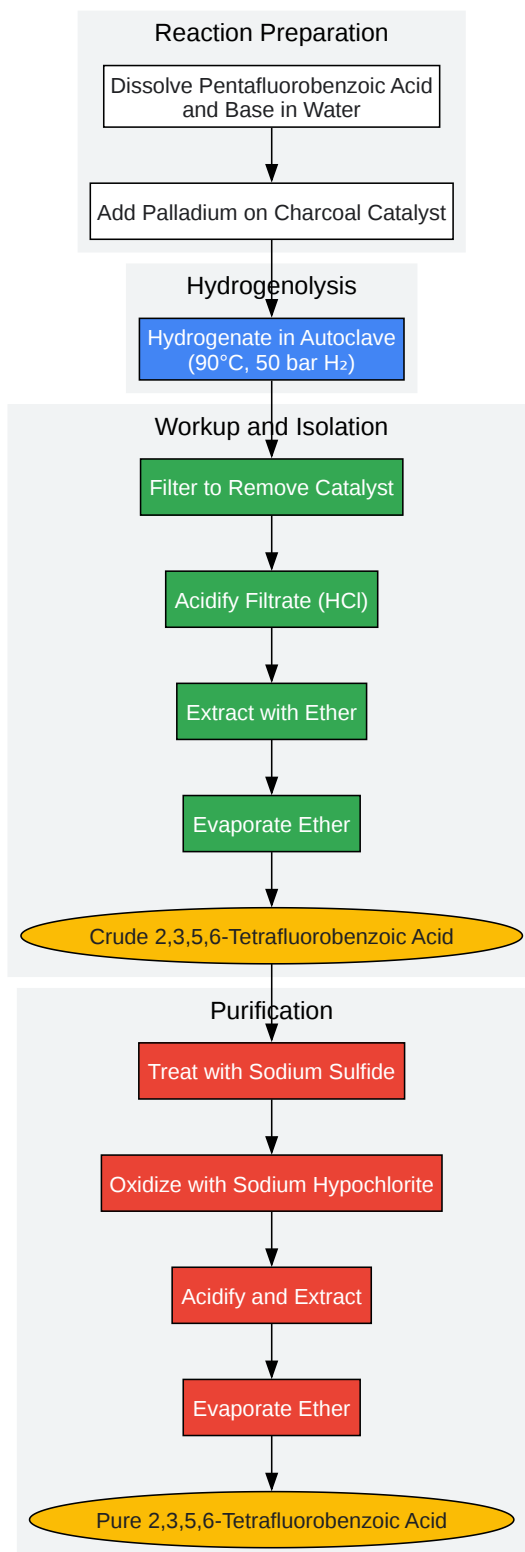 Reaction Preparation
Dissolve Pentafluorobenzoic Acid
and Base in Water
Add Palladium on Charcoal Catalyst
Hydrogenolysis
Hydrogenate in Autoclave
(90°C, 50 bar H₂)
Workup and Isolation
Filter to Remove Catalyst
Acidify Filtrate (HCl)
Extract with Ether
Evaporate Ether
Crude 2,3,5,6-Tetrafluorobenzoic Acid
Purification
Treat with Sodium Sulfide
Oxidize with Sodium Hypochlorite
Acidify and Extract
Evaporate Ether
Pure 2,3,5,6-Tetrafluorobenzoic Acid